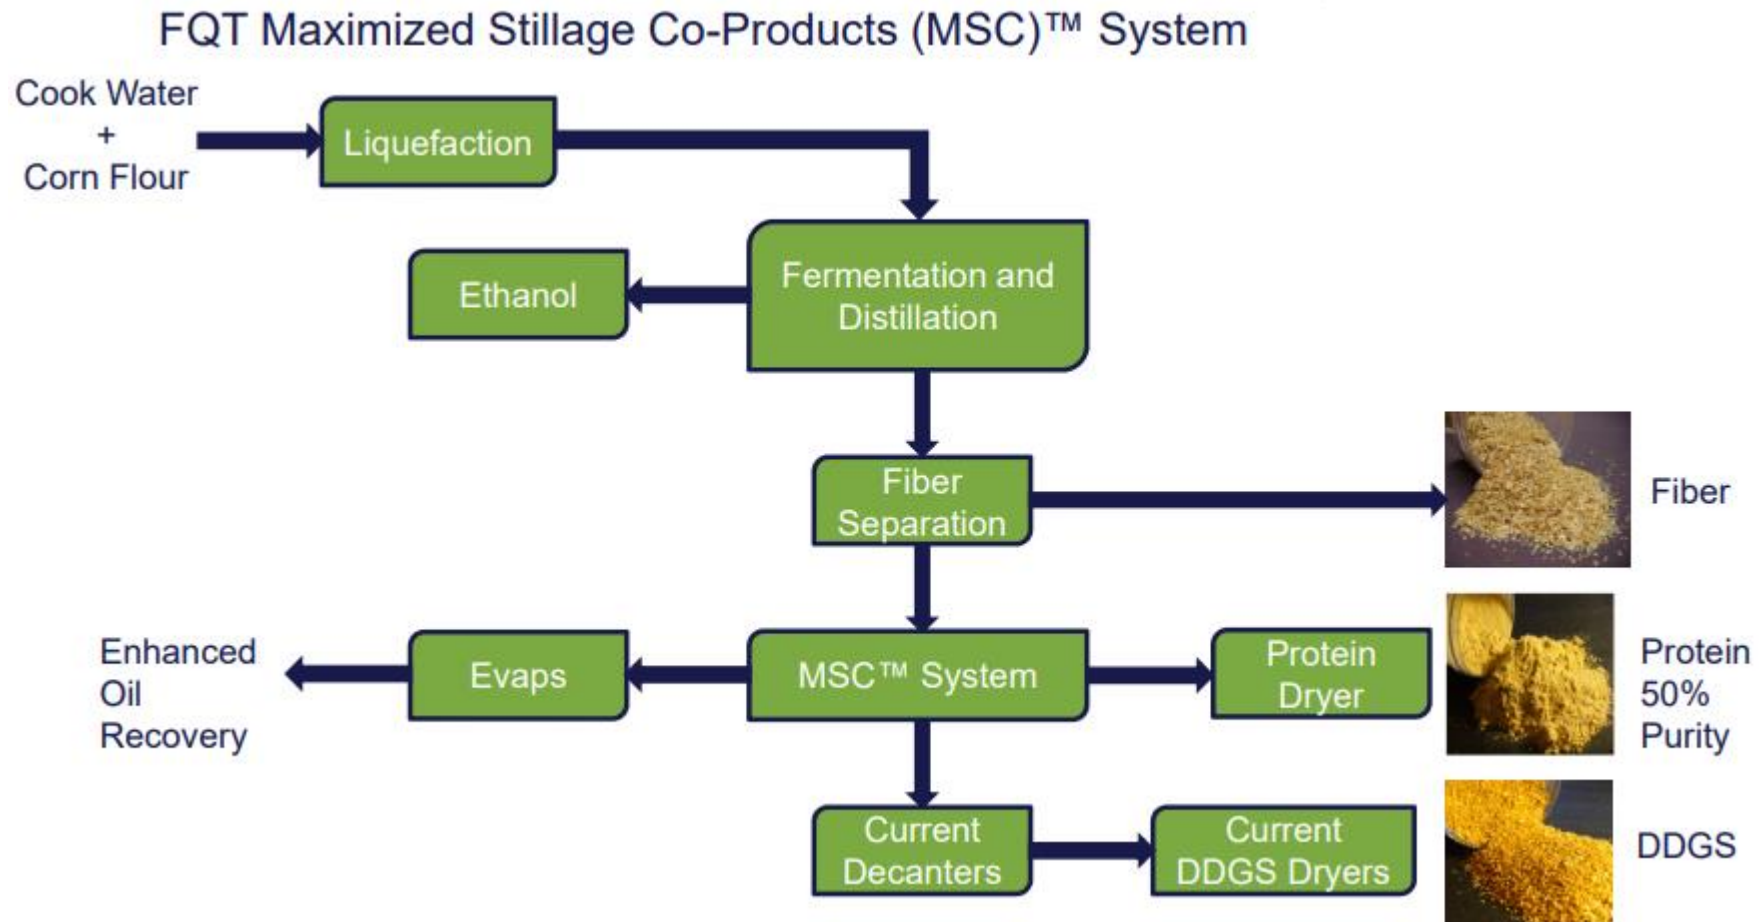 FQT Maximized Stillage Co-Products (MSC)™ System
Cook Water
+
Corn Flour
Liquefaction
Ethanol
Fermentation and
Distillation
Fiber
Separation
Fiber
Enhanced
Oil
Recovery
Evaps
MSC™ System
Protein
Dryer
Protein
50%
Purity
Current
Decanters
Current
DDGS Dryers
DDGS